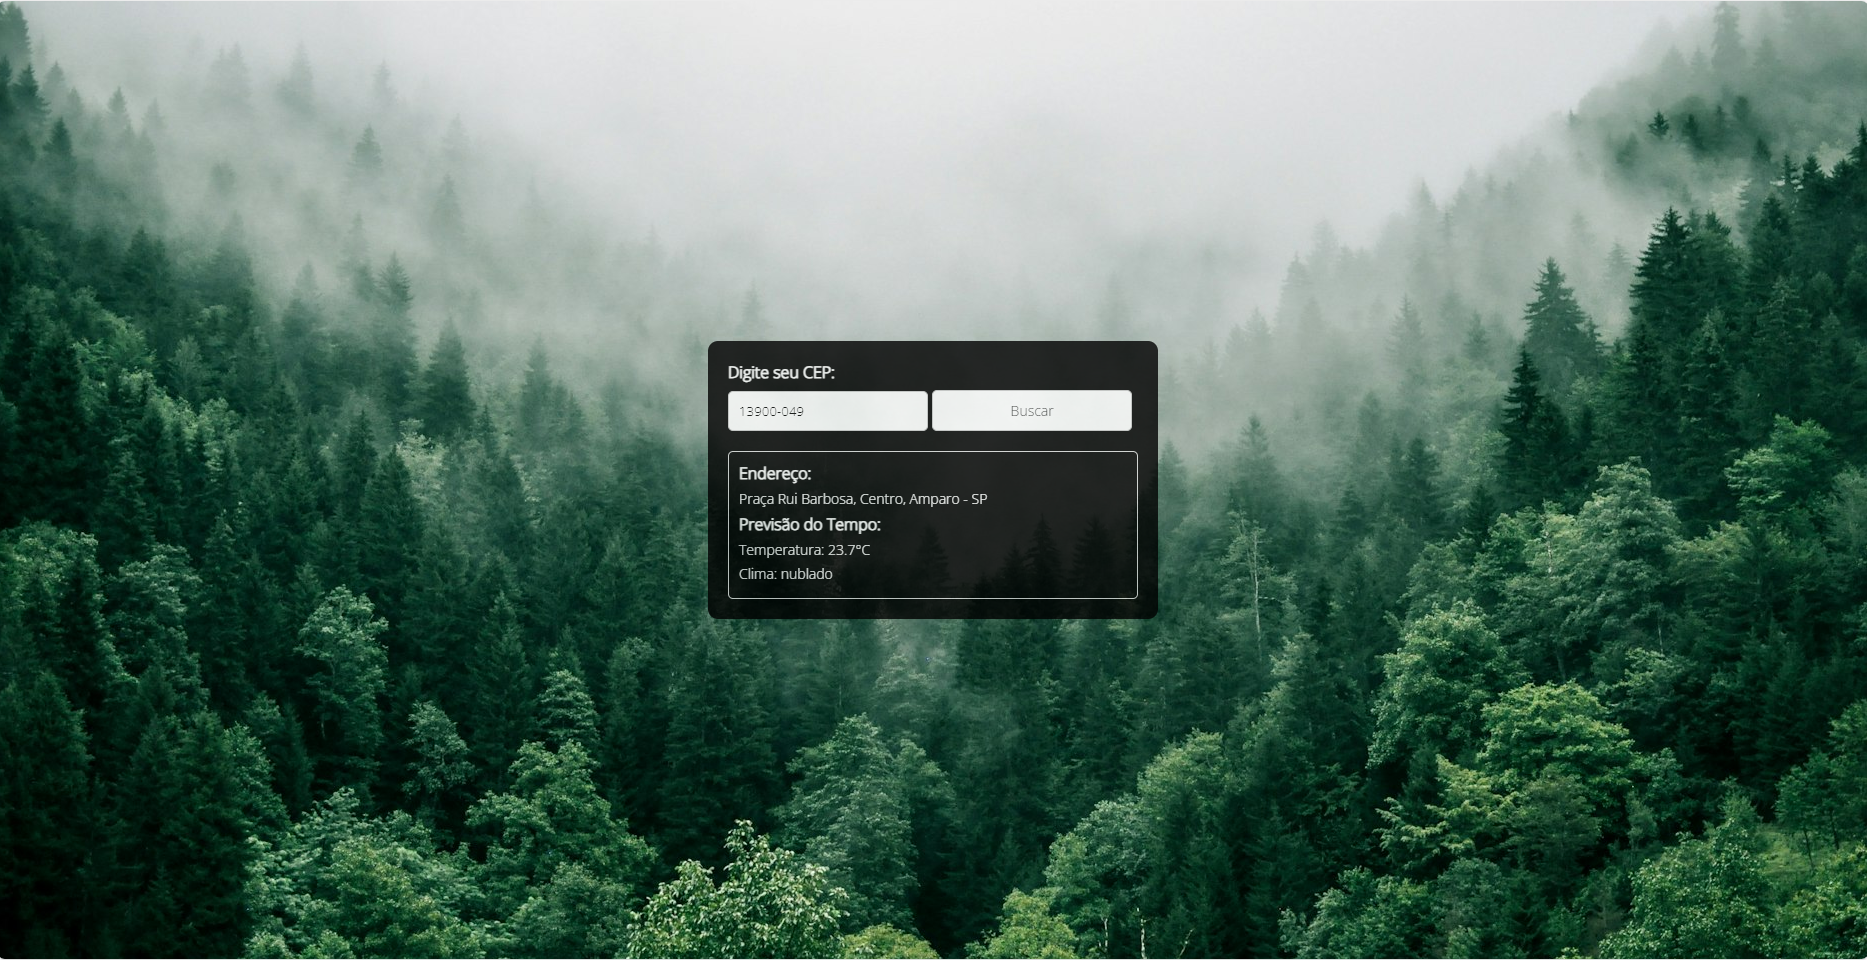 Digite seu CEP:
13900-049
Buscar
Endereço:
Praça Rui Barbosa, Centro, Amparo - SP
Previsão do Tempo:
Temperatura: 23.7°C
Clima: nublado